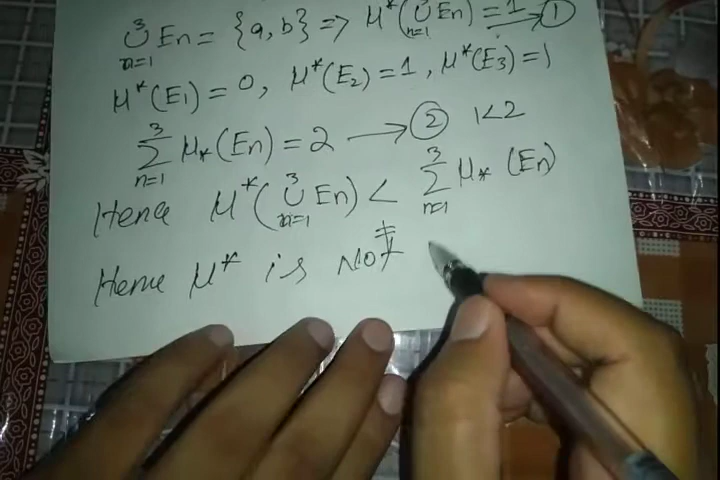 3∪n=1 En = {a, b} => μ*(3∪n=1 En) = 1 → ①
μ*(E1) = 0, μ*(E2) = 1, μ*(E3) = 1
3∑n=1 μ*(En) = 2 → ② 1<2
Hence μ*(3∪n=1 En) < 3∑n=1 μ* (En)
Hence μ* is Not